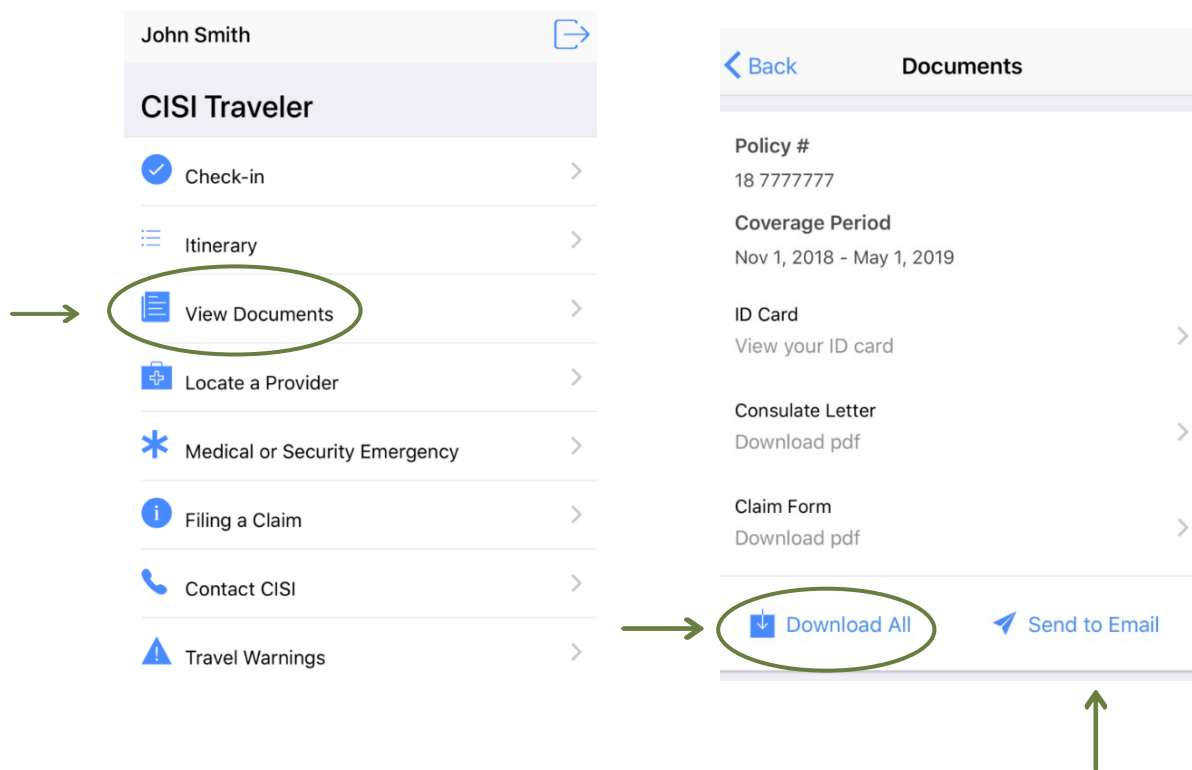 John Smith
CISI Traveler
Check-in
Itinerary
View Documents
Locate a Provider
Medical or Security Emergency
Filing a Claim
Contact CISI
Travel Warnings
Back
Documents
Policy #
18 7777777
Coverage Period
Nov 1, 2018 - May 1, 2019
ID Card
View your ID card
Consulate Letter
Download pdf
Claim Form
Download pdf
Download All
Send to Email